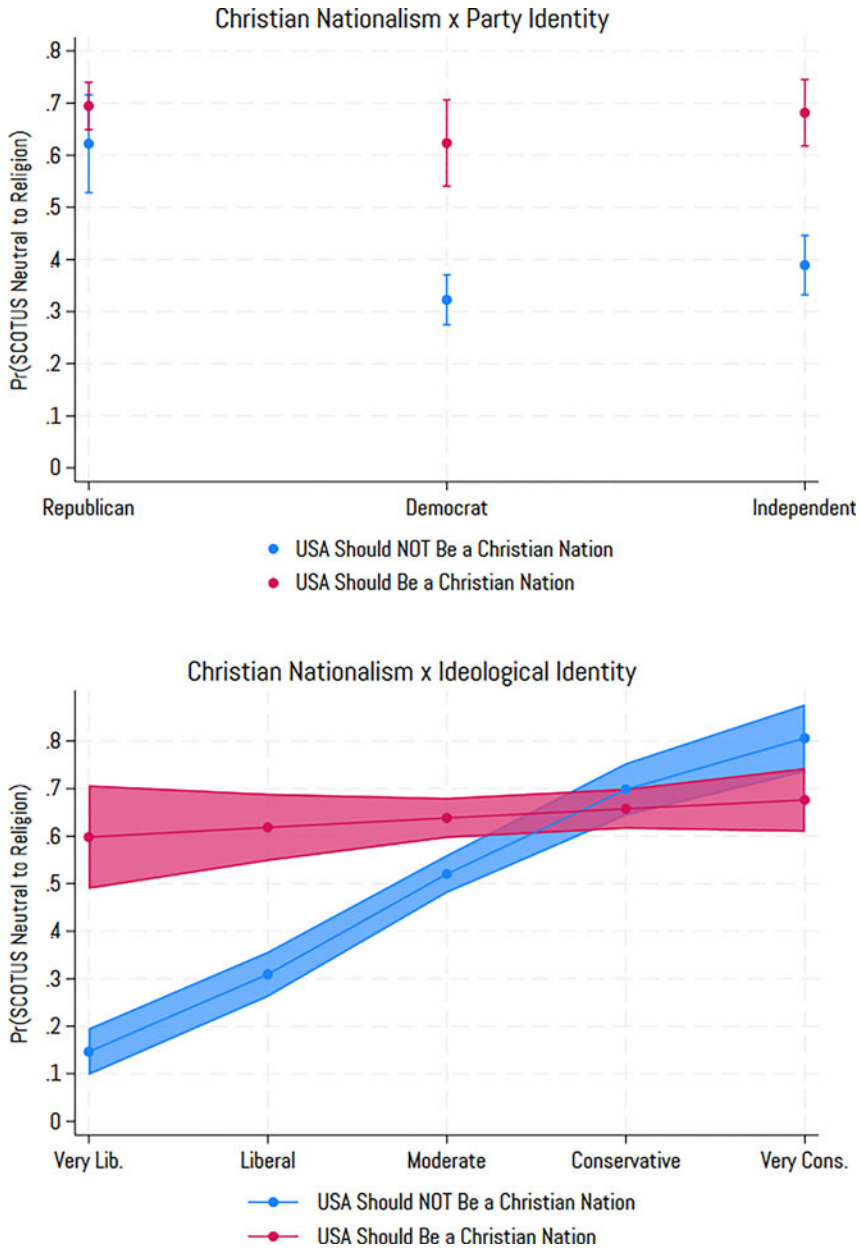 Christian Nationalism x Party Identity
Pr(SCOTUS Neutral to Religion)
.8
.7
.6
.5
.4
.3
.2
.1
0
Republican Democrat Independent
USA Should NOT Be a Christian Nation
USA Should Be a Christian Nation
Christian Nationalism x Ideological Identity
Pr(SCOTUS Neutral to Religion)
.8
.7
.6
.5
.4
.3
.2
.1
0
Very Lib. Liberal Moderate Conservative Very Cons.
USA Should NOT Be a Christian Nation
USA Should Be a Christian Nation